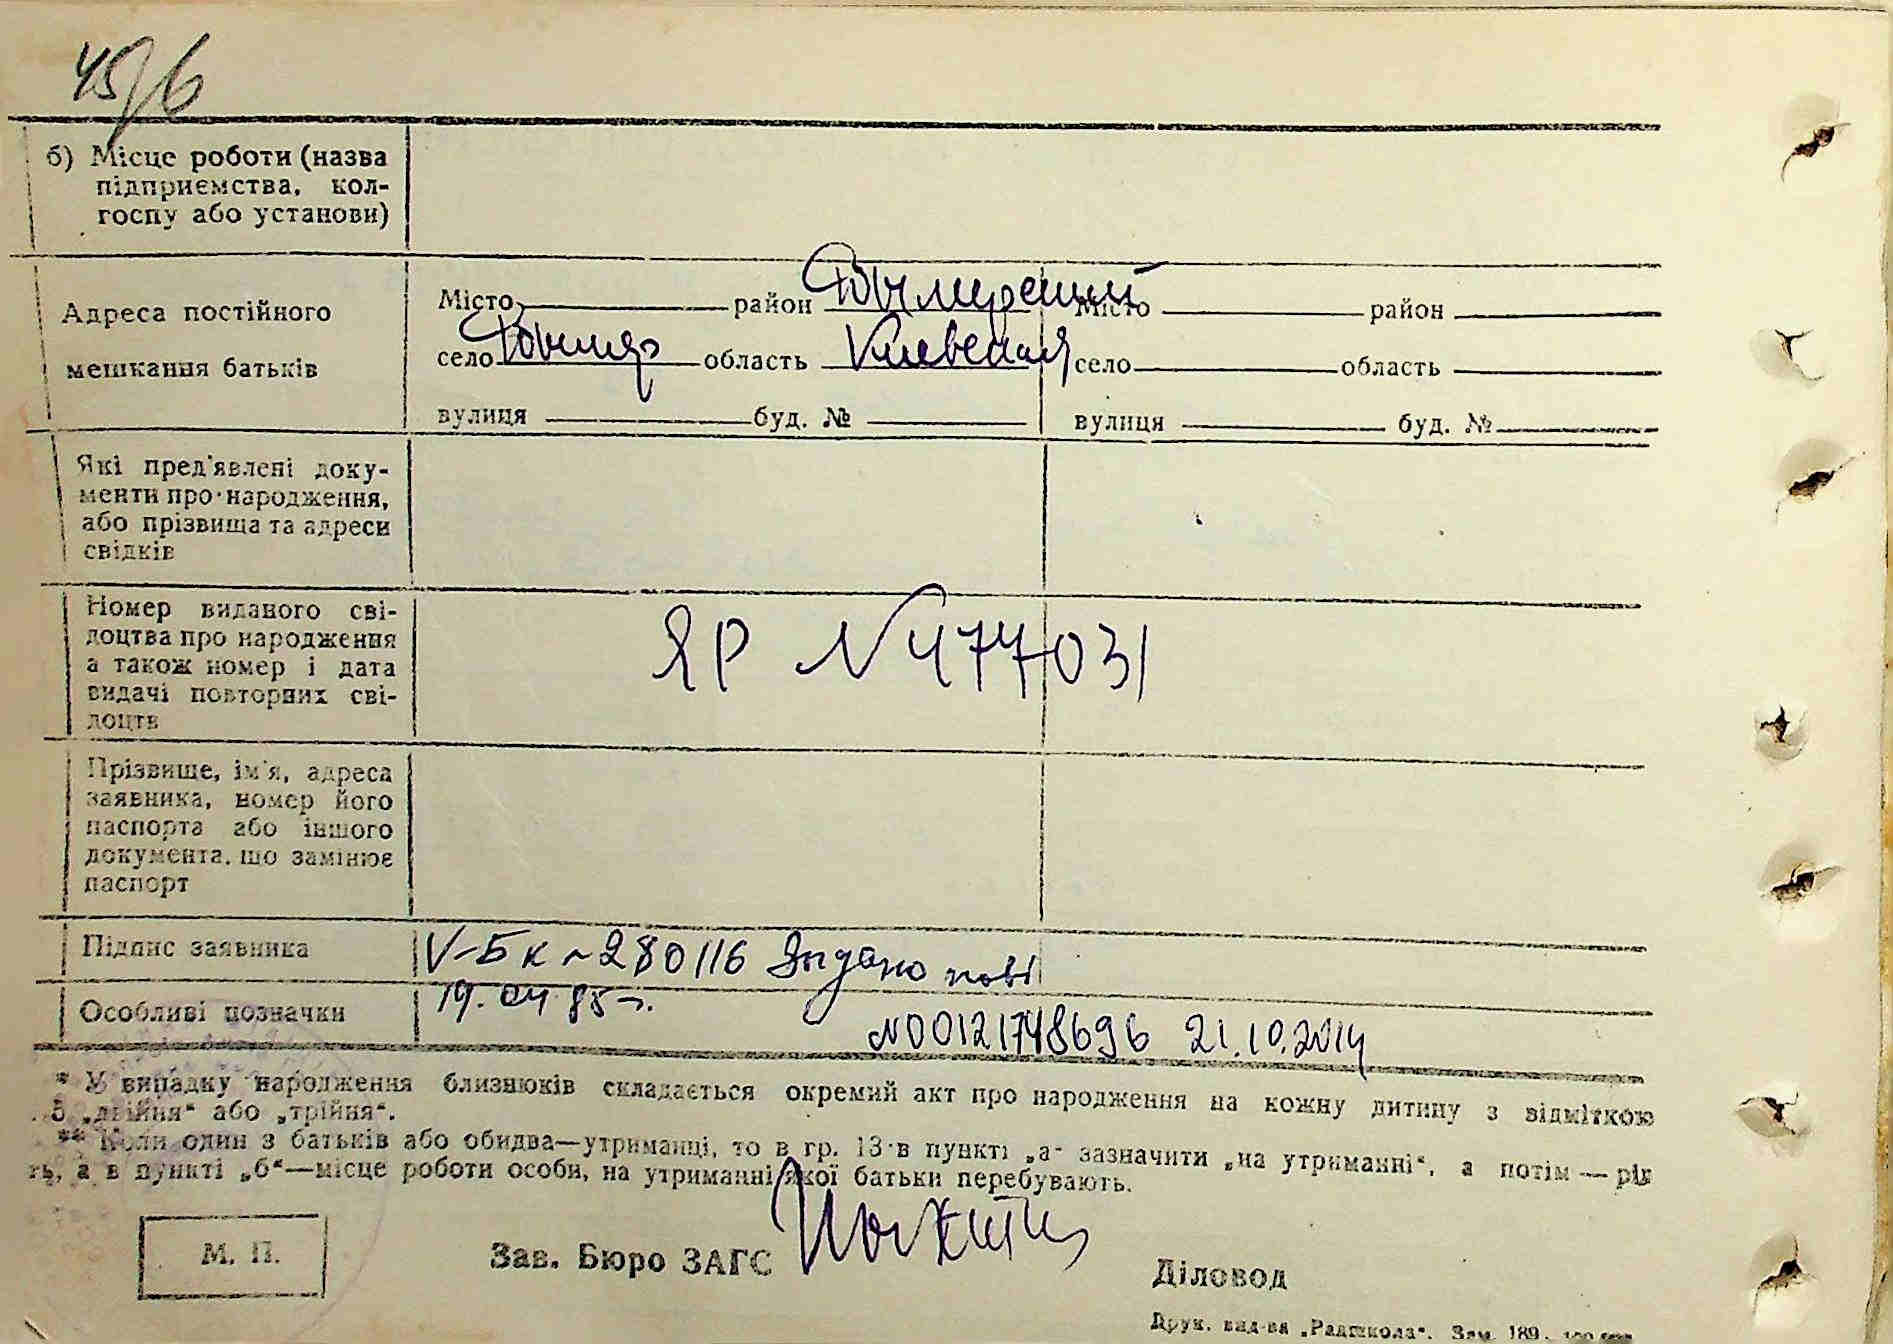 45
б) Місце роботи (назва
підприємства, кол-
госпу або установи)
Адреса постійного
мешкання батьків
Місто район Дымерский Місто район
село Дымер область Киевская село область
вулиця буд. № вулиця буд. №
Які пред'явлені доку-
менти про народження,
або прізвища та адреси
свідків
Номер виданого сві-
доцтва про народження
а також номер і дата
видачі повторних сві-
доцтв
ЯР N 477031
Прізвище, ім'я, адреса
заявника, номер його
паспорта або іншого
документа, що замінює
паспорт
Підпис заявника
V-БК N 280116 Видано повт
Особливі позначки
19.04.85 г.
N00121748696 21.10.2014
* У випадку народження близнюків складається окремий акт про народження на кожну дитину з відміткою
„двійня“ або „трійня“.
** Коли один з батьків або обидва—утриманці, то в гр. 13 в пункті „а“ зазначити „на утриманні“, а потім — рід
а в пункті „б“—місце роботи особи, на утриманні якої батьки перебувають.
М. П.
Зав. Бюро ЗАГС
Діловод
Друк. вид-ва „Радшкола“. Зам. 189.